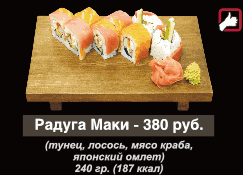 Радуга Маки - 380 руб.
(тунец, лосось, мясо краба,
японский омлет)
240 гр. (187 ккал)